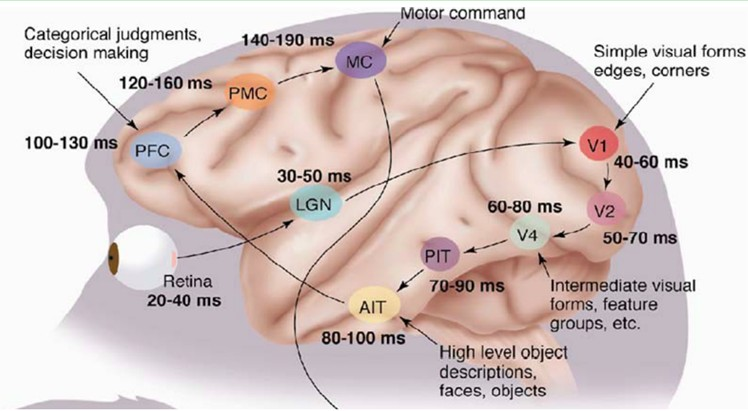 Motor command
Categorical judgments,
decision making
140-190 ms
MC
Simple visual forms
edges, corners
120-160 ms
PMC
100-130 ms
PFC
V1
40-60 ms
30-50 ms
LGN
60-80 ms
V2
V4
50-70 ms
PIT
Retina
20-40 ms
70-90 ms
Intermediate visual
forms, feature
groups, etc.
AIT
80-100 ms
High level object
descriptions,
faces, objects